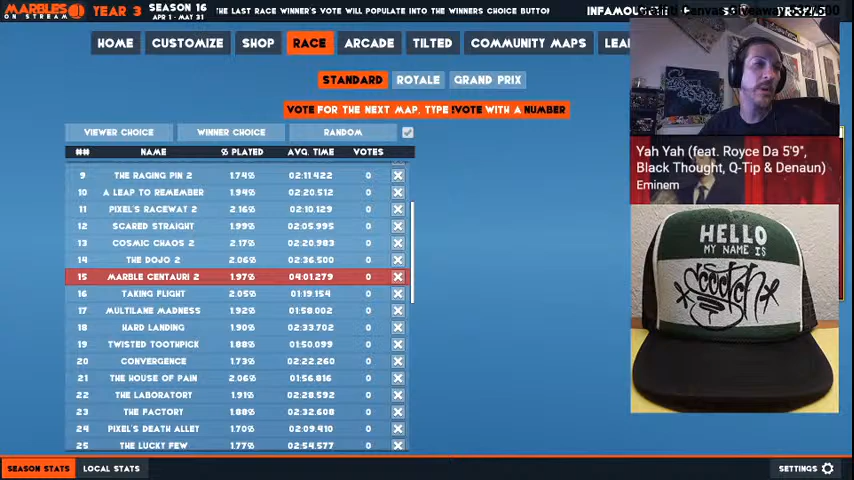 MARBLES
ON STREAM
YEAR 3
SEASON 16
APR 1 - MAY 31
THE LAST RACE WINNER'S VOTE WILL POPULATE INTO THE WINNERS CHOICE BUTTO
HOME
CUSTOMIZE
SHOP
RACE
ARCADE
TILTED
COMMUNITY MAPS
STANDARD
ROYALE
GRAND PRIX
VOTE FOR THE NEXT MAP. TYPE !VOTE WITH A NUMBER
VIEWER CHOICE
WINNER CHOICE
RANDOM
## NAME % PLAYED AVG. TIME VOTES
9 THE RAGING PIN 2 1.74% 02:11.422 0
10 A LEAP TO REMEMBER 1.94% 02:20.512 0
11 PIXEL'S RACEWAY 2 2.16% 02:10.129 0
12 SCARED STRAIGHT 1.99% 02:05.995 0
13 COSMIC CHAOS 2 2.17% 02:20.983 0
14 THE DOJO 2 2.06% 02:36.500 0
15 MARBLE CENTAURI 2 1.97% 04:01.279 0
16 TAKING FLIGHT 2.05% 01:19.154 0
17 MULTILANE MADNESS 1.92% 01:58.002 0
18 HARD LANDING 1.90% 02:33.702 0
19 TWISTED TOOTHPICK 1.88% 01:50.099 0
20 CONVERGENCE 1.73% 02:22.260 0
21 THE HOUSE OF PAIN 2.06% 01:56.816 0
22 THE LABORATORY 1.91% 02:28.592 0
23 THE FACTORY 1.88% 02:32.608 0
24 PIXEL'S DEATH ALLEY 1.70% 02:09.410 0
25 THE LUCKY FEW 1.77% 02:54.577 0
Yah Yah (feat. Royce Da 5'9",
Black Thought, Q-Tip & Denaun)
Eminem
HELLO
MY NAME IS
SEASON STATS
LOCAL STATS
SETTINGS